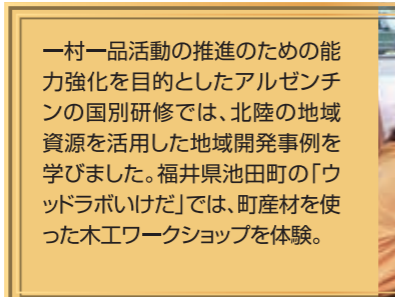 一村一品活動の推進のための能
力強化を目的としたアルゼンチ
ンの国別研修では、北陸の地域
資源を活用した地域開発事例を
学びました。福井県池田町の「ウ
ッドラボいけだ」では、町産材を使
った木工ワークショップを体験。